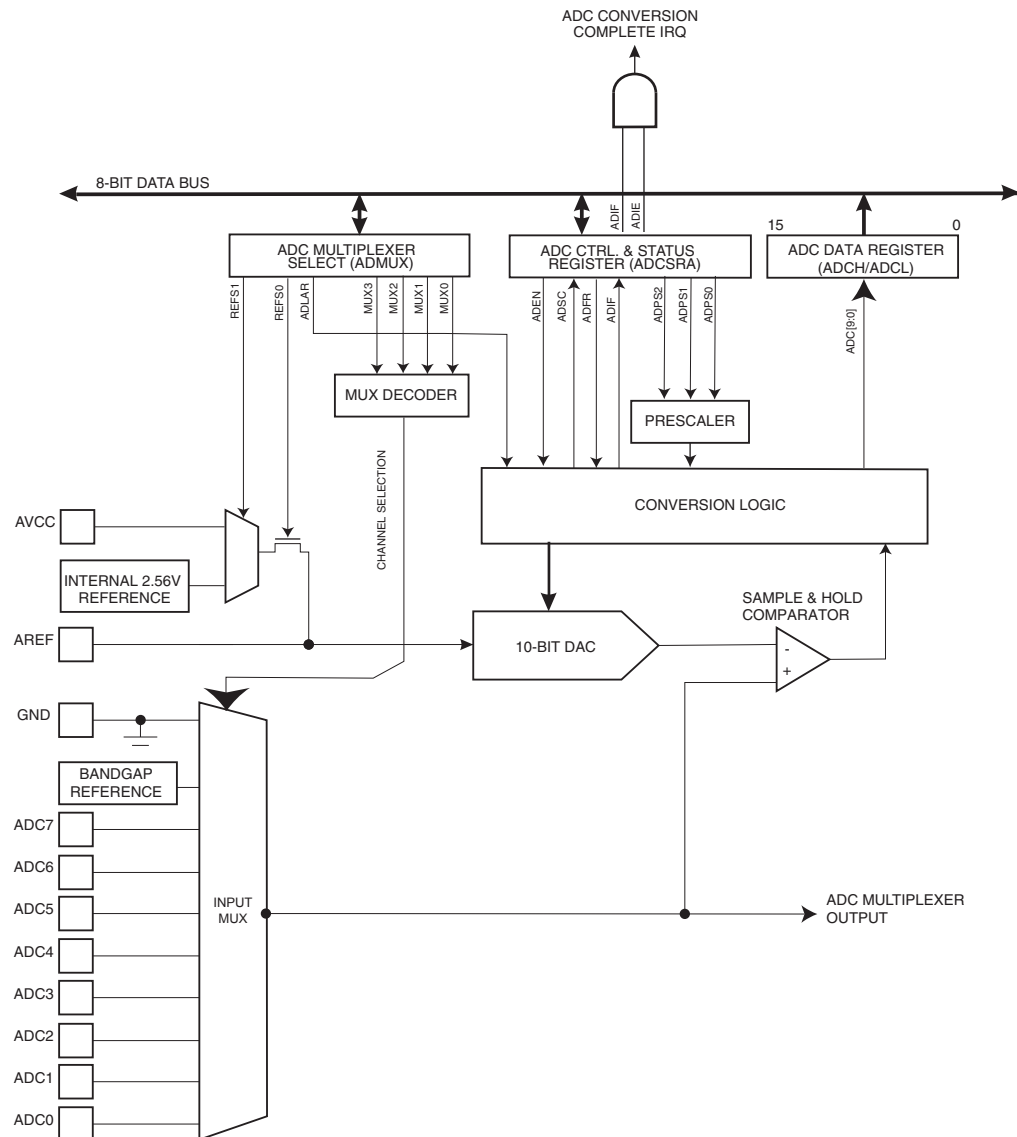 ADC CONVERSION
COMPLETE IRQ
8-BIT DATA BUS
ADIF
ADIE
15
0
ADC MULTIPLEXER
SELECT (ADMUX)
ADC CTRL. & STATUS
REGISTER (ADCSRA)
ADC DATA REGISTER
(ADCH/ADCL)
REFS1
REFS0
ADLAR
MUX3
MUX2
MUX1
MUX0
ADEN
ADSC
ADFR
ADIF
ADPS2
ADPS1
ADPS0
ADC[9:0]
MUX DECODER
PRESCALER
CHANNEL SELECTION
CONVERSION LOGIC
AVCC
INTERNAL 2.56V
REFERENCE
SAMPLE & HOLD
COMPARATOR
AREF
10-BIT DAC
-
+
GND
BANDGAP
REFERENCE
ADC7
ADC6
ADC5
INPUT
MUX
ADC MULTIPLEXER
OUTPUT
ADC4
ADC3
ADC2
ADC1
ADC0